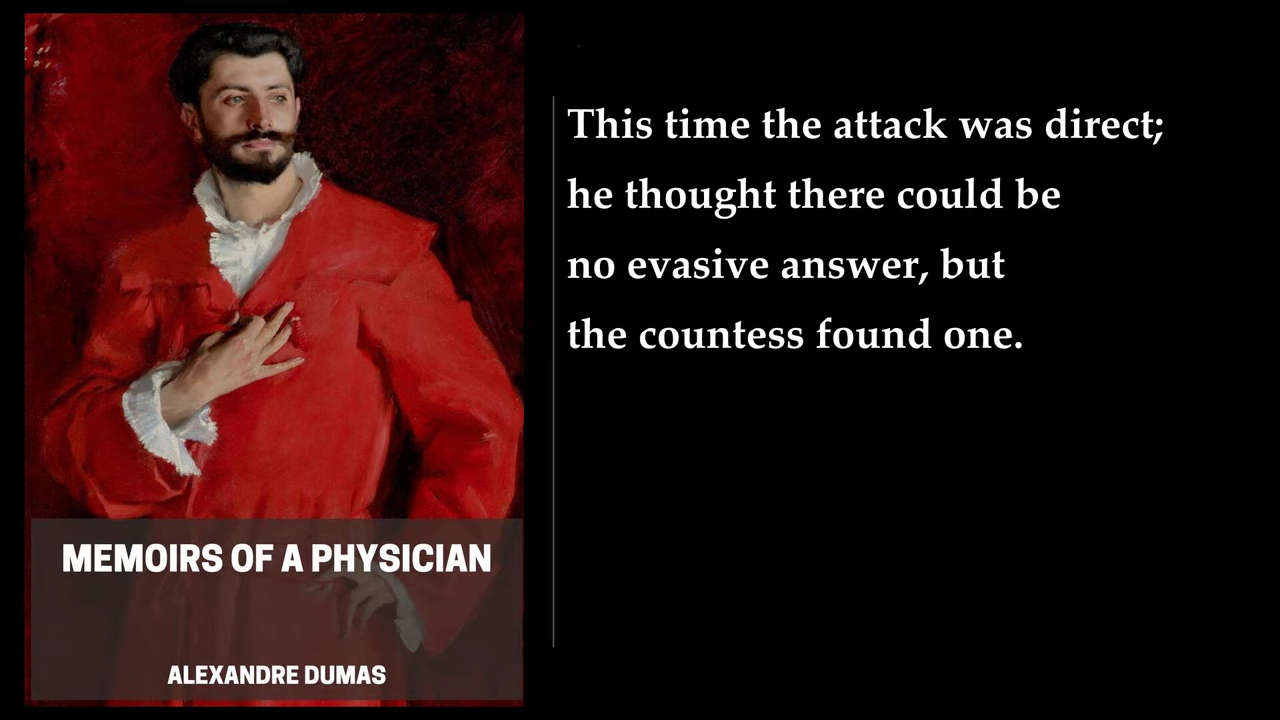 MEMOIRS OF A PHYSICIAN
ALEXANDRE DUMAS
This time the attack was direct;
he thought there could be
no evasive answer, but
the countess found one.